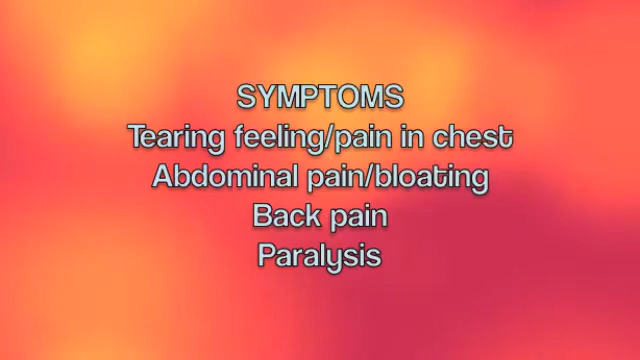 SYMPTOMS
Tearing feeling/pain in chest
Abdominal pain/bloating
Back pain
Paralysis